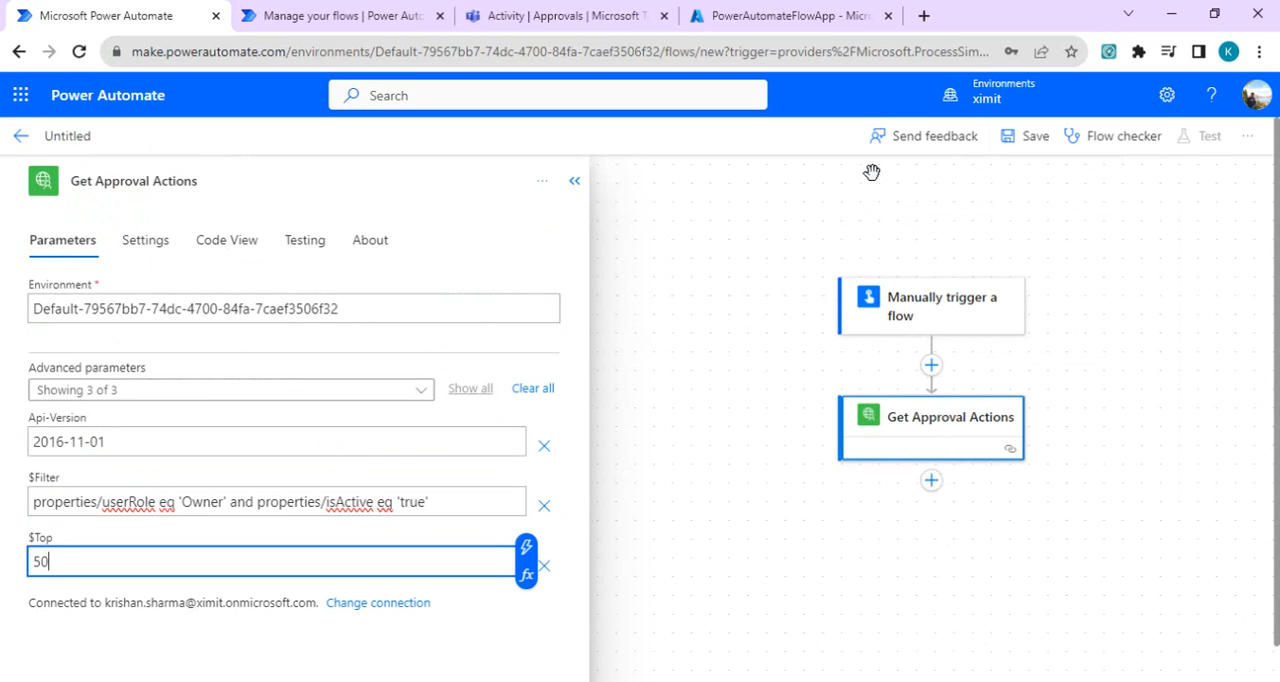 Microsoft Power Automate
Manage your flows | Power Auto
Activity | Approvals | Microsoft T
PowerAutomateFlowApp - Micr
make.powerautomate.com/environments/Default-79567bb7-74dc-4700-84fa-7caef3506f32/flows/new?trigger=providers%2FMicrosoft.ProcessSim...
K
Power Automate
Search
Environments
ximit
Untitled
Send feedback
Save
Flow checker
Test
Get Approval Actions
Parameters
Settings
Code View
Testing
About
Environment *
Default-79567bb7-74dc-4700-84fa-7caef3506f32
Advanced parameters
Showing 3 of 3
Show all
Clear all
Api-Version
2016-11-01
$Filter
properties/userRole eq 'Owner' and properties/isActive eq 'true'
$Top
50
fx
Connected to krishan.sharma@ximit.onmicrosoft.com. Change connection
Manually trigger a
flow
Get Approval Actions